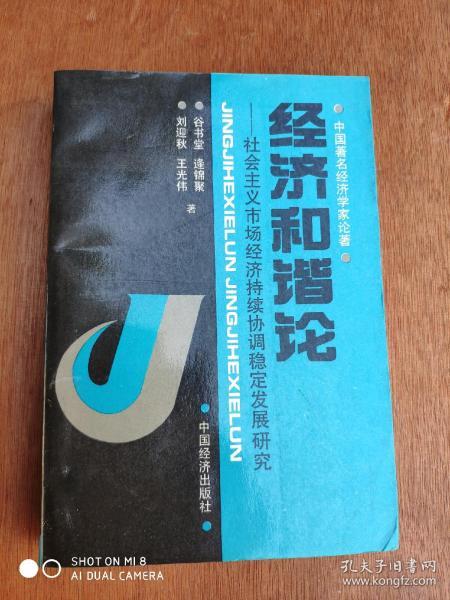 中国著名经济学家论著
经济和谐论
——社会主义市场经济持续协调稳定发展研究
JINGJIHEXIELUN JINGJIHEXIELUN
谷书堂 逄锦聚
刘迎秋 王光伟
著
中国经济出版社
SHOT ON MI 8
AI DUAL CAMERA
孔夫子旧书网
www.kongfz.com